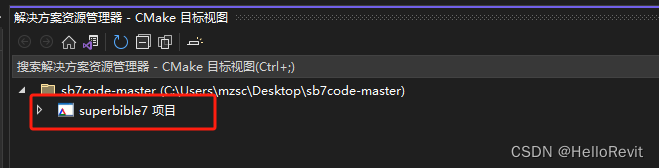 解决方案资源管理器 - CMake 目标视图
搜索解决方案资源管理器 - CMake 目标视图(Ctrl+;)
sb7code-master (C:\Users\mzsc\Desktop\sb7code-master)
superbible7 项目
CSDN @HelloRevit